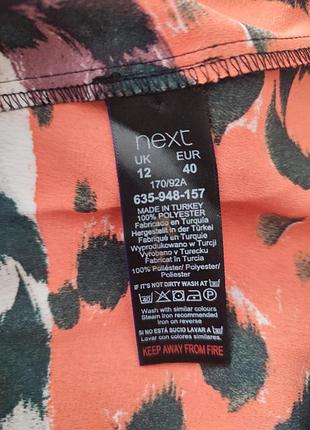 next
UK EUR
12 40
170/92A
635-948-157
MADE IN TURKEY
100% POLYESTER
Fabricado en Turquía
Hergestellt in der Türkei
Fabriqué en Turquie
Wyprodukowano w Turcji
Vyrobeno v Turecku
Fabricat în Turcia
100% Poliéster/ Polyester/
Poliester
IF IT'S NOT DIRTY WASH AT
Wash with similar colours
Steam Iron recommended
Iron on reverse
SI NO ESTÁ SUCIO LAVAR A
Lavar con colores similares.
KEEP AWAY FROM FIRE